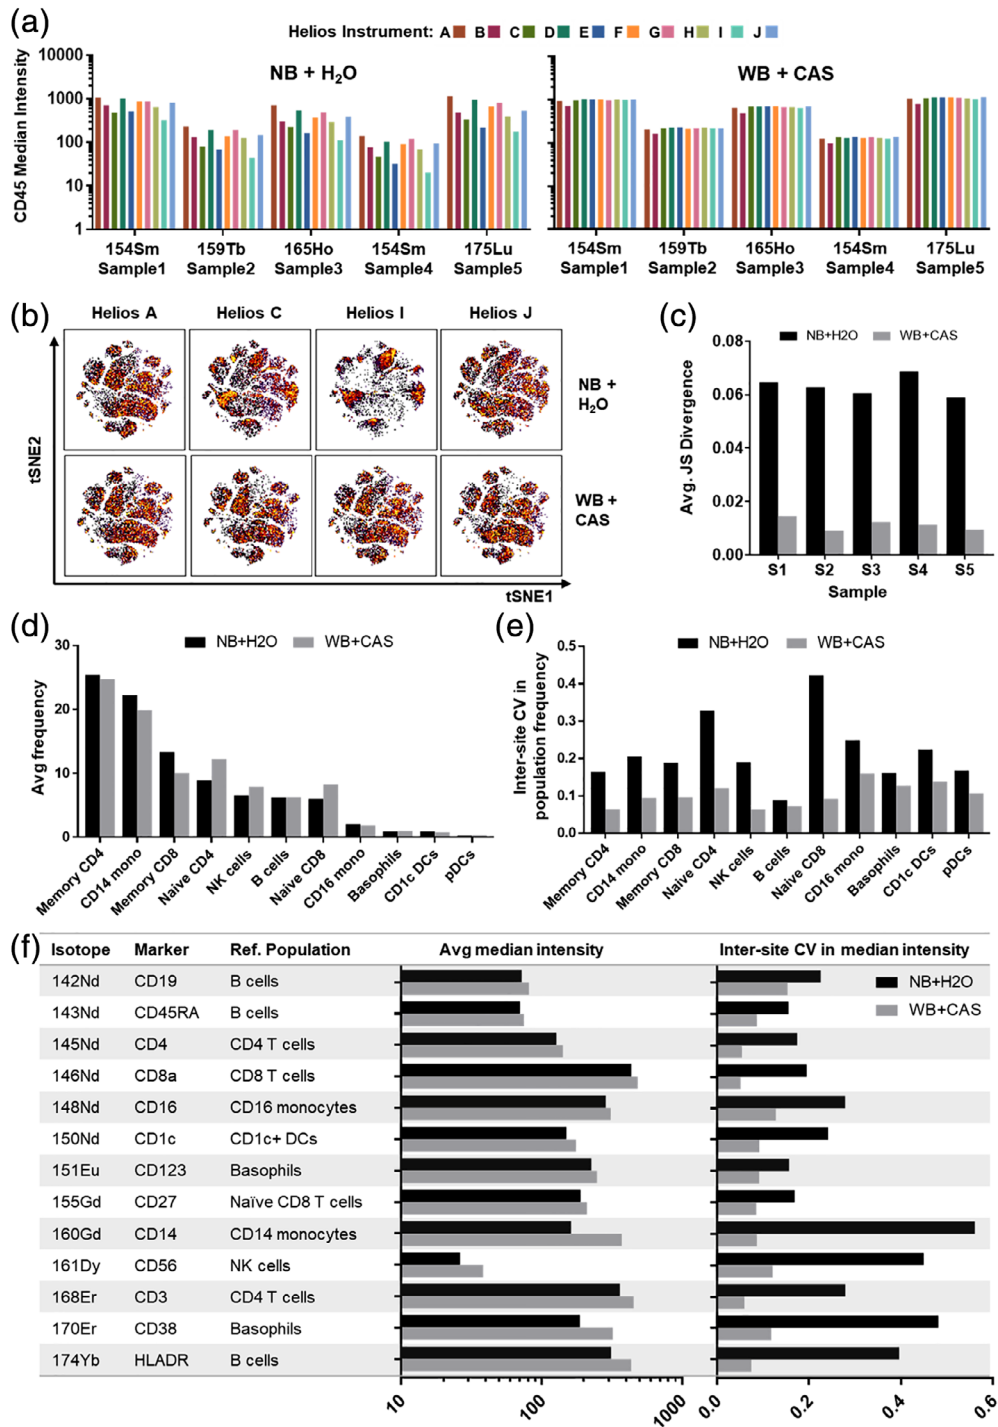 (a)
Helios Instrument: A B C D E F G H I J
CD45 Median Intensity
10000
1000
100
10
1
NB + H₂O
WB + CAS
154Sm 159Tb 165Ho 154Sm 175Lu
Sample1 Sample2 Sample3 Sample4 Sample5
154Sm 159Tb 165Ho 154Sm 175Lu
Sample1 Sample2 Sample3 Sample4 Sample5
(b)
Helios A Helios C Helios I Helios J
NB +
H₂O
WB +
CAS
tSNE2
tSNE1
(c)
NB+H2O WB+CAS
Avg. JS Divergence
0.08
0.06
0.04
0.02
0.00
S1 S2 S3 S4 S5
Sample
(d)
NB+H2O WB+CAS
Avg frequency
30
20
10
0
Memory CD4
CD14 mono
Memory CD8
Naive CD4
NK cells
B cells
Naïve CD8
CD16 mono
Basophils
CD1c DCs
pDCs
(e)
NB+H2O WB+CAS
Inter-site CV in
population frequency
0.5
0.4
0.3
0.2
0.1
0.0
Memory CD4
CD14 mono
Memory CD8
Naïve CD4
NK cells
B cells
Naïve CD8
CD16 mono
Basophils
CD1c DCs
pDCs
(f)
Isotope Marker Ref. Population Avg median intensity Inter-site CV in median intensity
142Nd CD19 B cells
143Nd CD45RA B cells
145Nd CD4 CD4 T cells
146Nd CD8a CD8 T cells
148Nd CD16 CD16 monocytes
150Nd CD1c CD1c+ DCs
151Eu CD123 Basophils
155Gd CD27 Naïve CD8 T cells
160Gd CD14 CD14 monocytes
161Dy CD56 NK cells
168Er CD3 CD4 T cells
170Er CD38 Basophils
174Yb HLADR B cells
NB+H2O
WB+CAS
10 100 1000
0.0 0.2 0.4 0.6